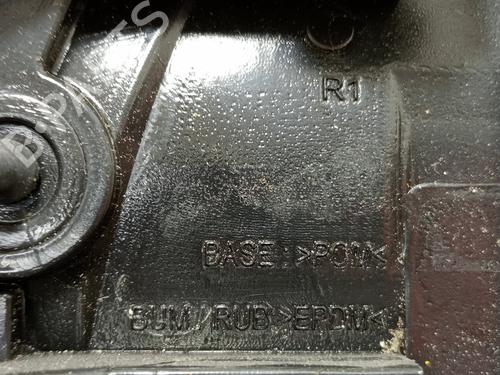 R1
BASE : >POM<
BUM/RUB >EPDM<